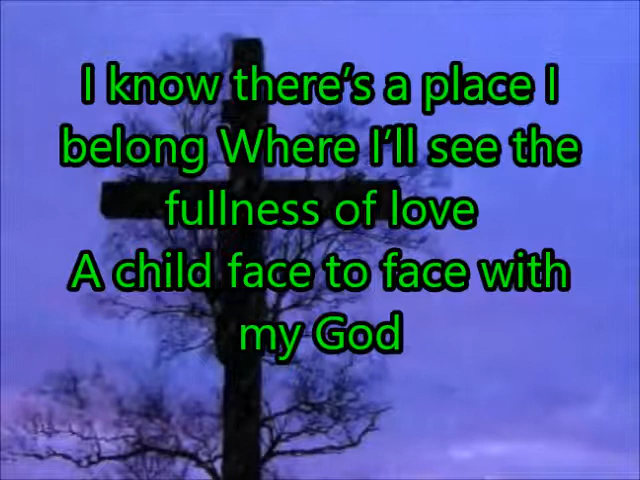 I know there’s a place I
belong Where I’ll see the
fullness of love
A child face to face with
my God